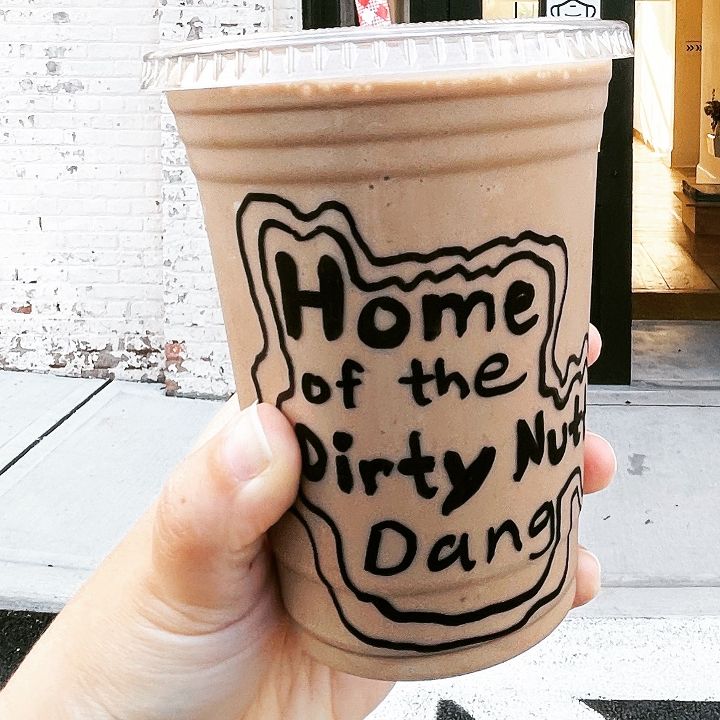 Home
of the
Dirty Nut
Dang